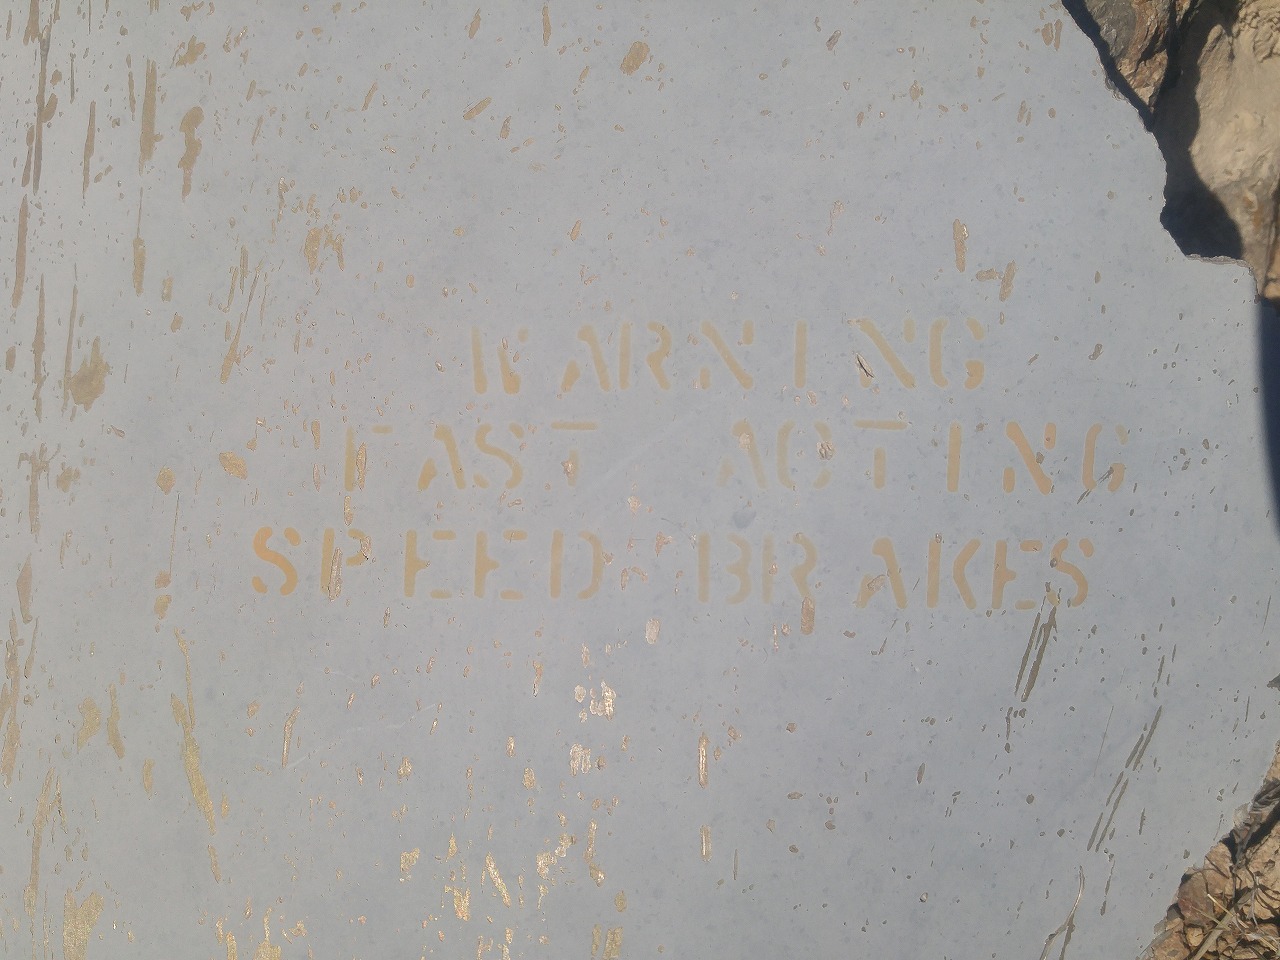 WARNING
FAST ACTING
SPEED BRAKES